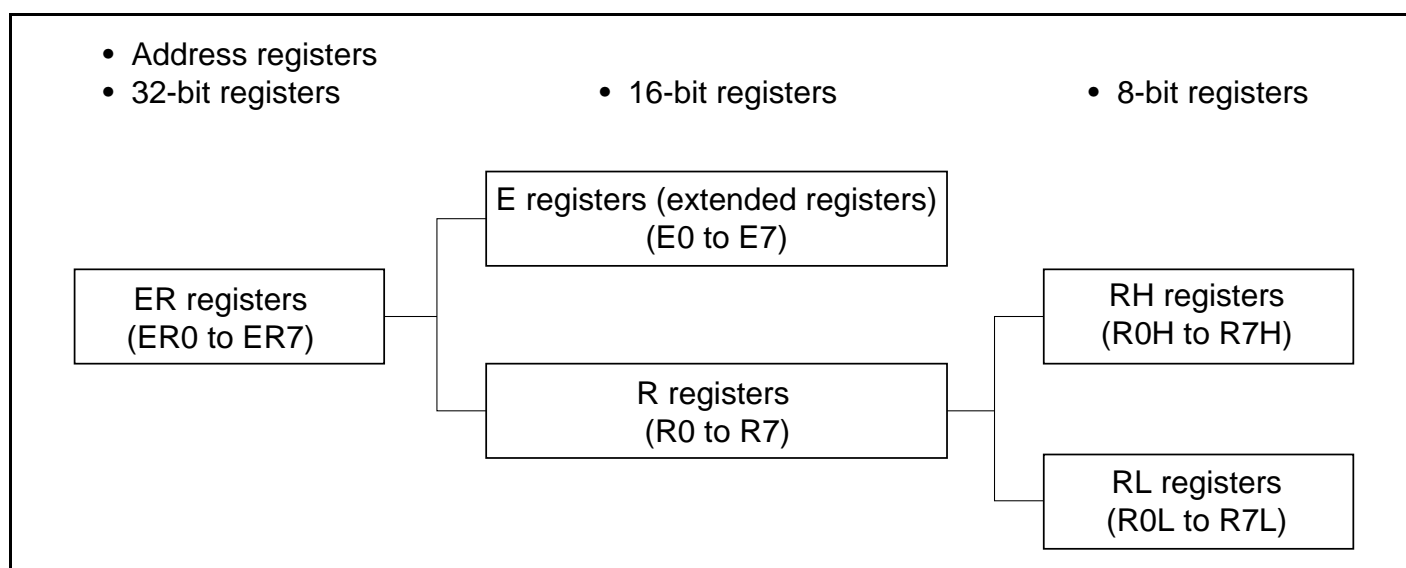 • Address registers
• 32-bit registers
• 16-bit registers
• 8-bit registers
E registers (extended registers)
(E0 to E7)
ER registers
(ER0 to ER7)
RH registers
(R0H to R7H)
R registers
(R0 to R7)
RL registers
(R0L to R7L)